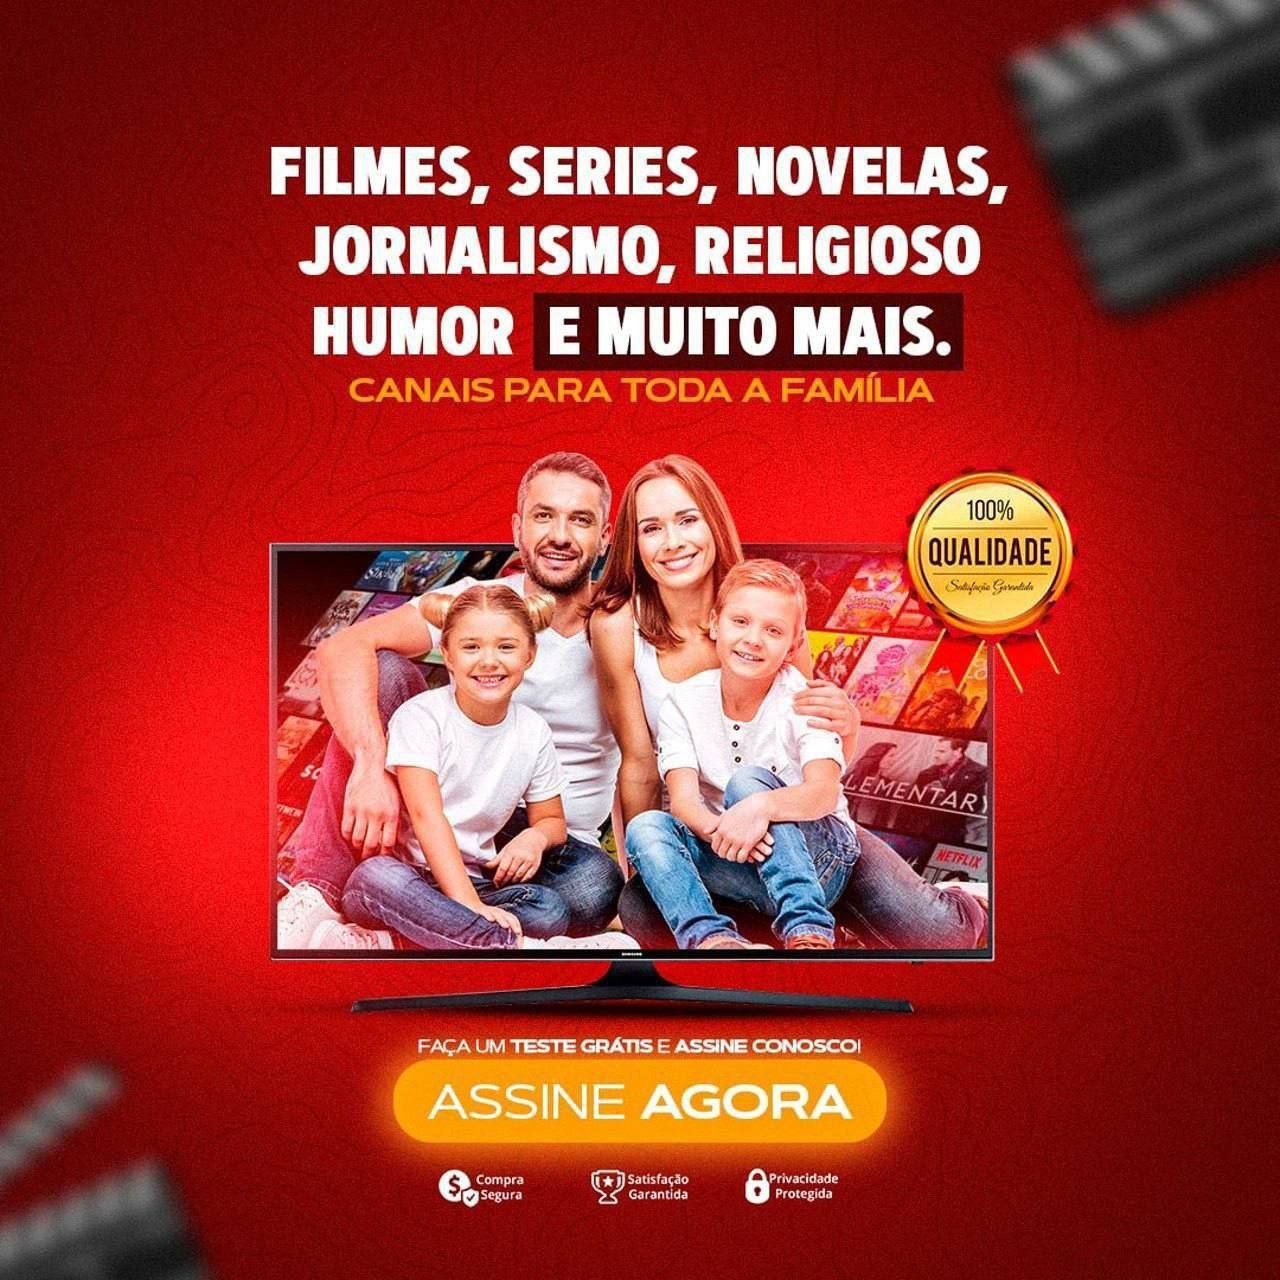 FILMES, SERIES, NOVELAS,
JORNALISMO, RELIGIOSO
HUMOR E MUITO MAIS.
CANAIS PARA TODA A FAMÍLIA
100%
QUALIDADE
Satisfação Garantida
ELEMENTARY
NETFLIX
SAMSUNG
FAÇA UM TESTE GRÁTIS E ASSINE CONOSCO!
ASSINE AGORA
Compra
Segura
Satisfação
Garantida
Privacidade
Protegida